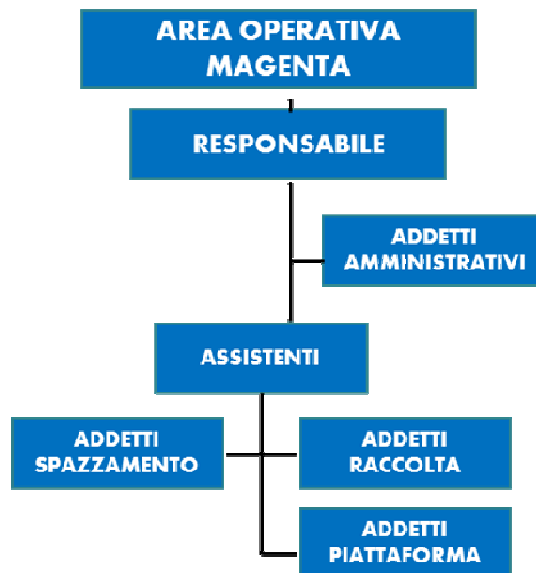 AREA OPERATIVA
MAGENTA
RESPONSABILE
ADDETTI
AMMINISTRATIVI
ASSISTENTI
ADDETTI
SPAZZAMENTO
ADDETTI
RACCOLTA
ADDETTI
PIATTAFORMA